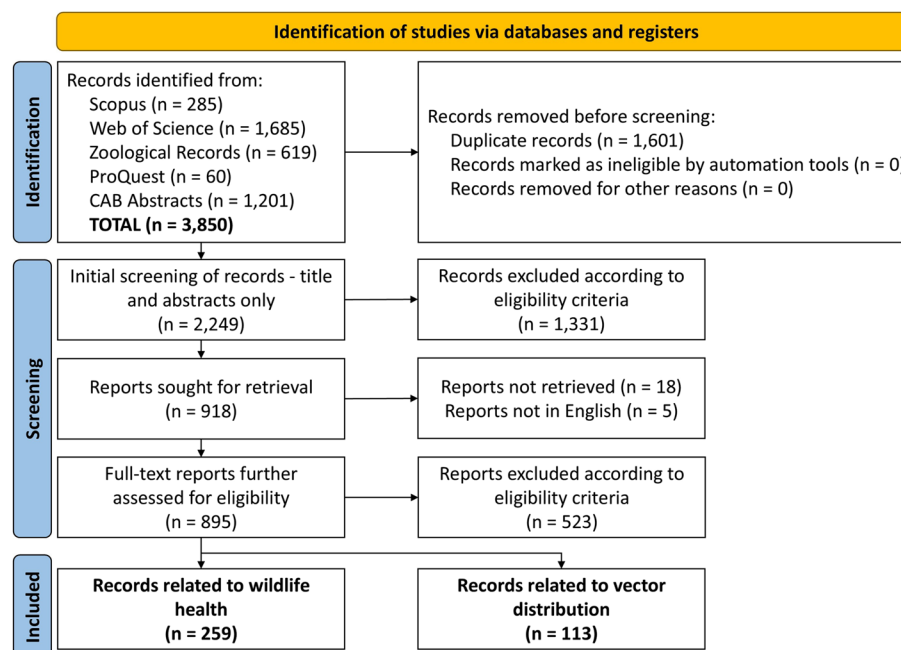 Identification of studies via databases and registers
Identification
Records identified from:
Scopus (n = 285)
Web of Science (n = 1,685)
Zoological Records (n = 619)
ProQuest (n = 60)
CAB Abstracts (n = 1,201)
TOTAL (n = 3,850)
Records removed before screening:
Duplicate records (n = 1,601)
Records marked as ineligible by automation tools (n = 0)
Records removed for other reasons (n = 0)
Screening
Initial screening of records - title
and abstracts only
(n = 2,249)
Records excluded according to
eligibility criteria
(n = 1,331)
Reports sought for retrieval
(n = 918)
Reports not retrieved (n = 18)
Reports not in English (n = 5)
Full-text reports further
assessed for eligibility
(n = 895)
Reports excluded according to
eligibility criteria
(n = 523)
Included
Records related to wildlife
health
(n = 259)
Records related to vector
distribution
(n = 113)